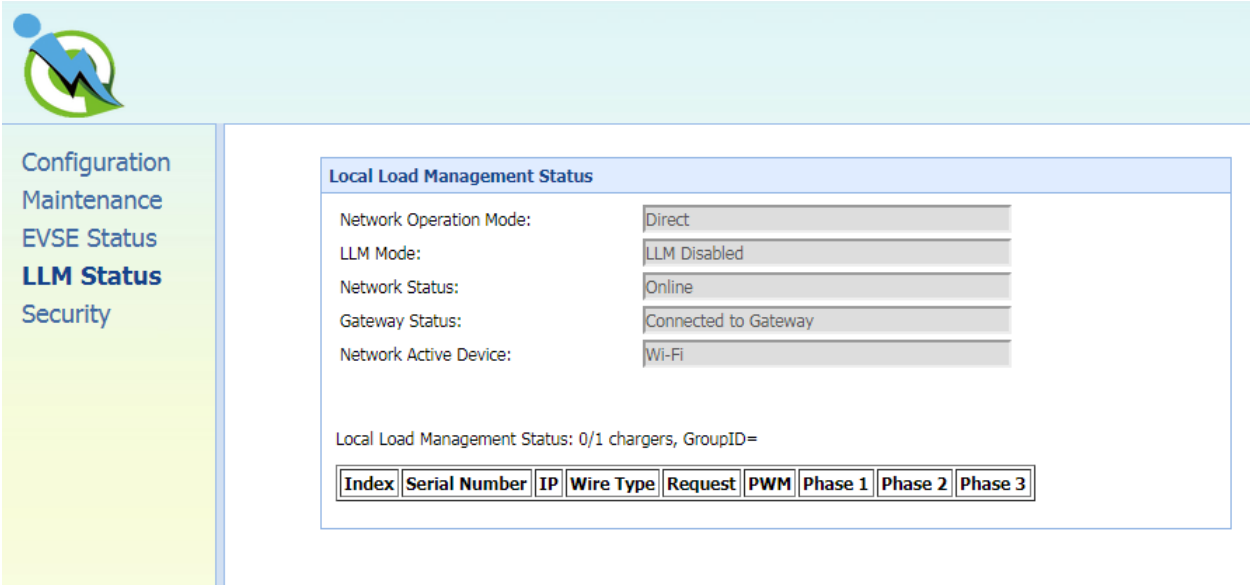 Configuration
Maintenance
EVSE Status
LLM Status
Security
Local Load Management Status
Network Operation Mode: Direct
LLM Mode: LLM Disabled
Network Status: Online
Gateway Status: Connected to Gateway
Network Active Device: Wi-Fi
Local Load Management Status: 0/1 chargers, GroupID=
Index Serial Number IP Wire Type Request PWM Phase 1 Phase 2 Phase 3